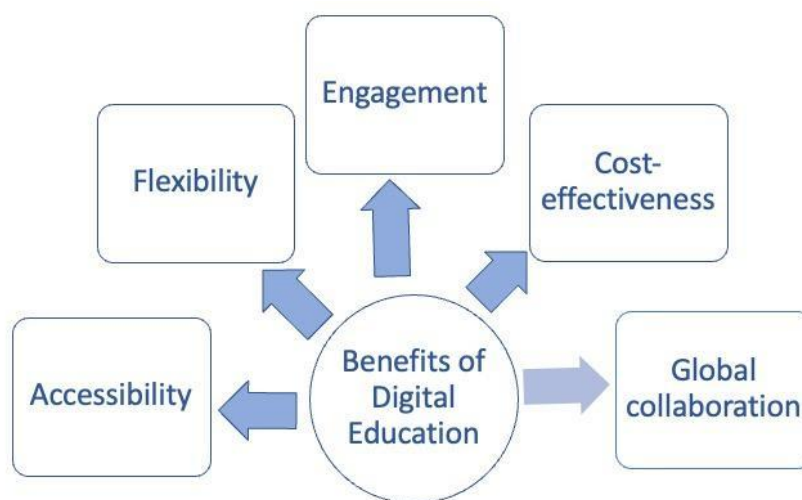 Engagement
Flexibility
Cost-
effectiveness
Accessibility
Benefits of
Digital
Education
Global
collaboration